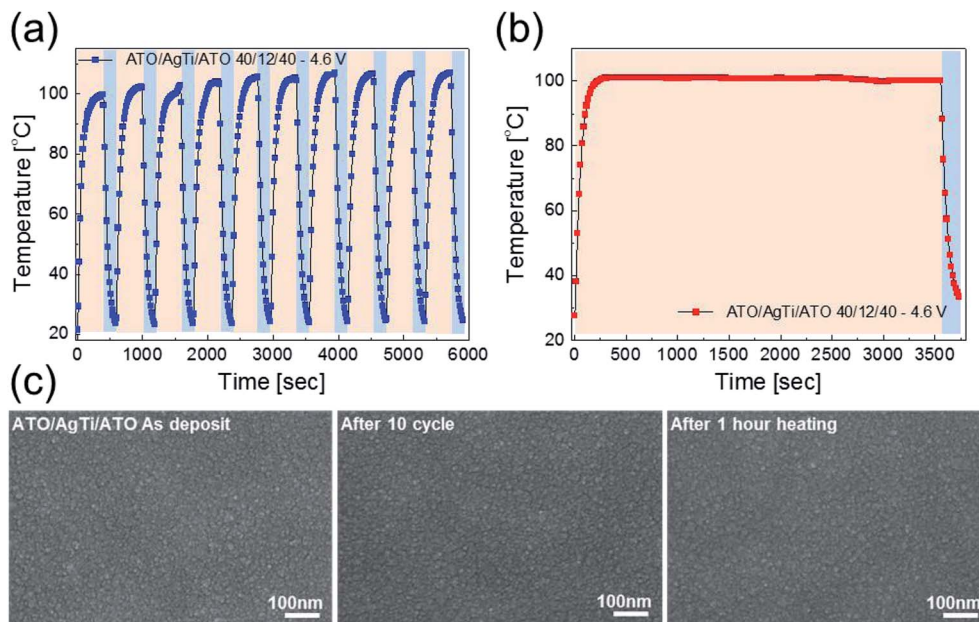 (a)
(b)
ATO/AgTi/ATO 40/12/40 - 4.6 V
100
80
60
40
20
Temperature [°C]
0 1000 2000 3000 4000 5000 6000
Time [sec]
100
80
60
40
20
Temperature [°C]
ATO/AgTi/ATO 40/12/40 - 4.6 V
0 500 1000 1500 2000 2500 3000 3500
Time [sec]
(c)
ATO/AgTi/ATO As deposit
100nm
After 10 cycle
100nm
After 1 hour heating
100nm